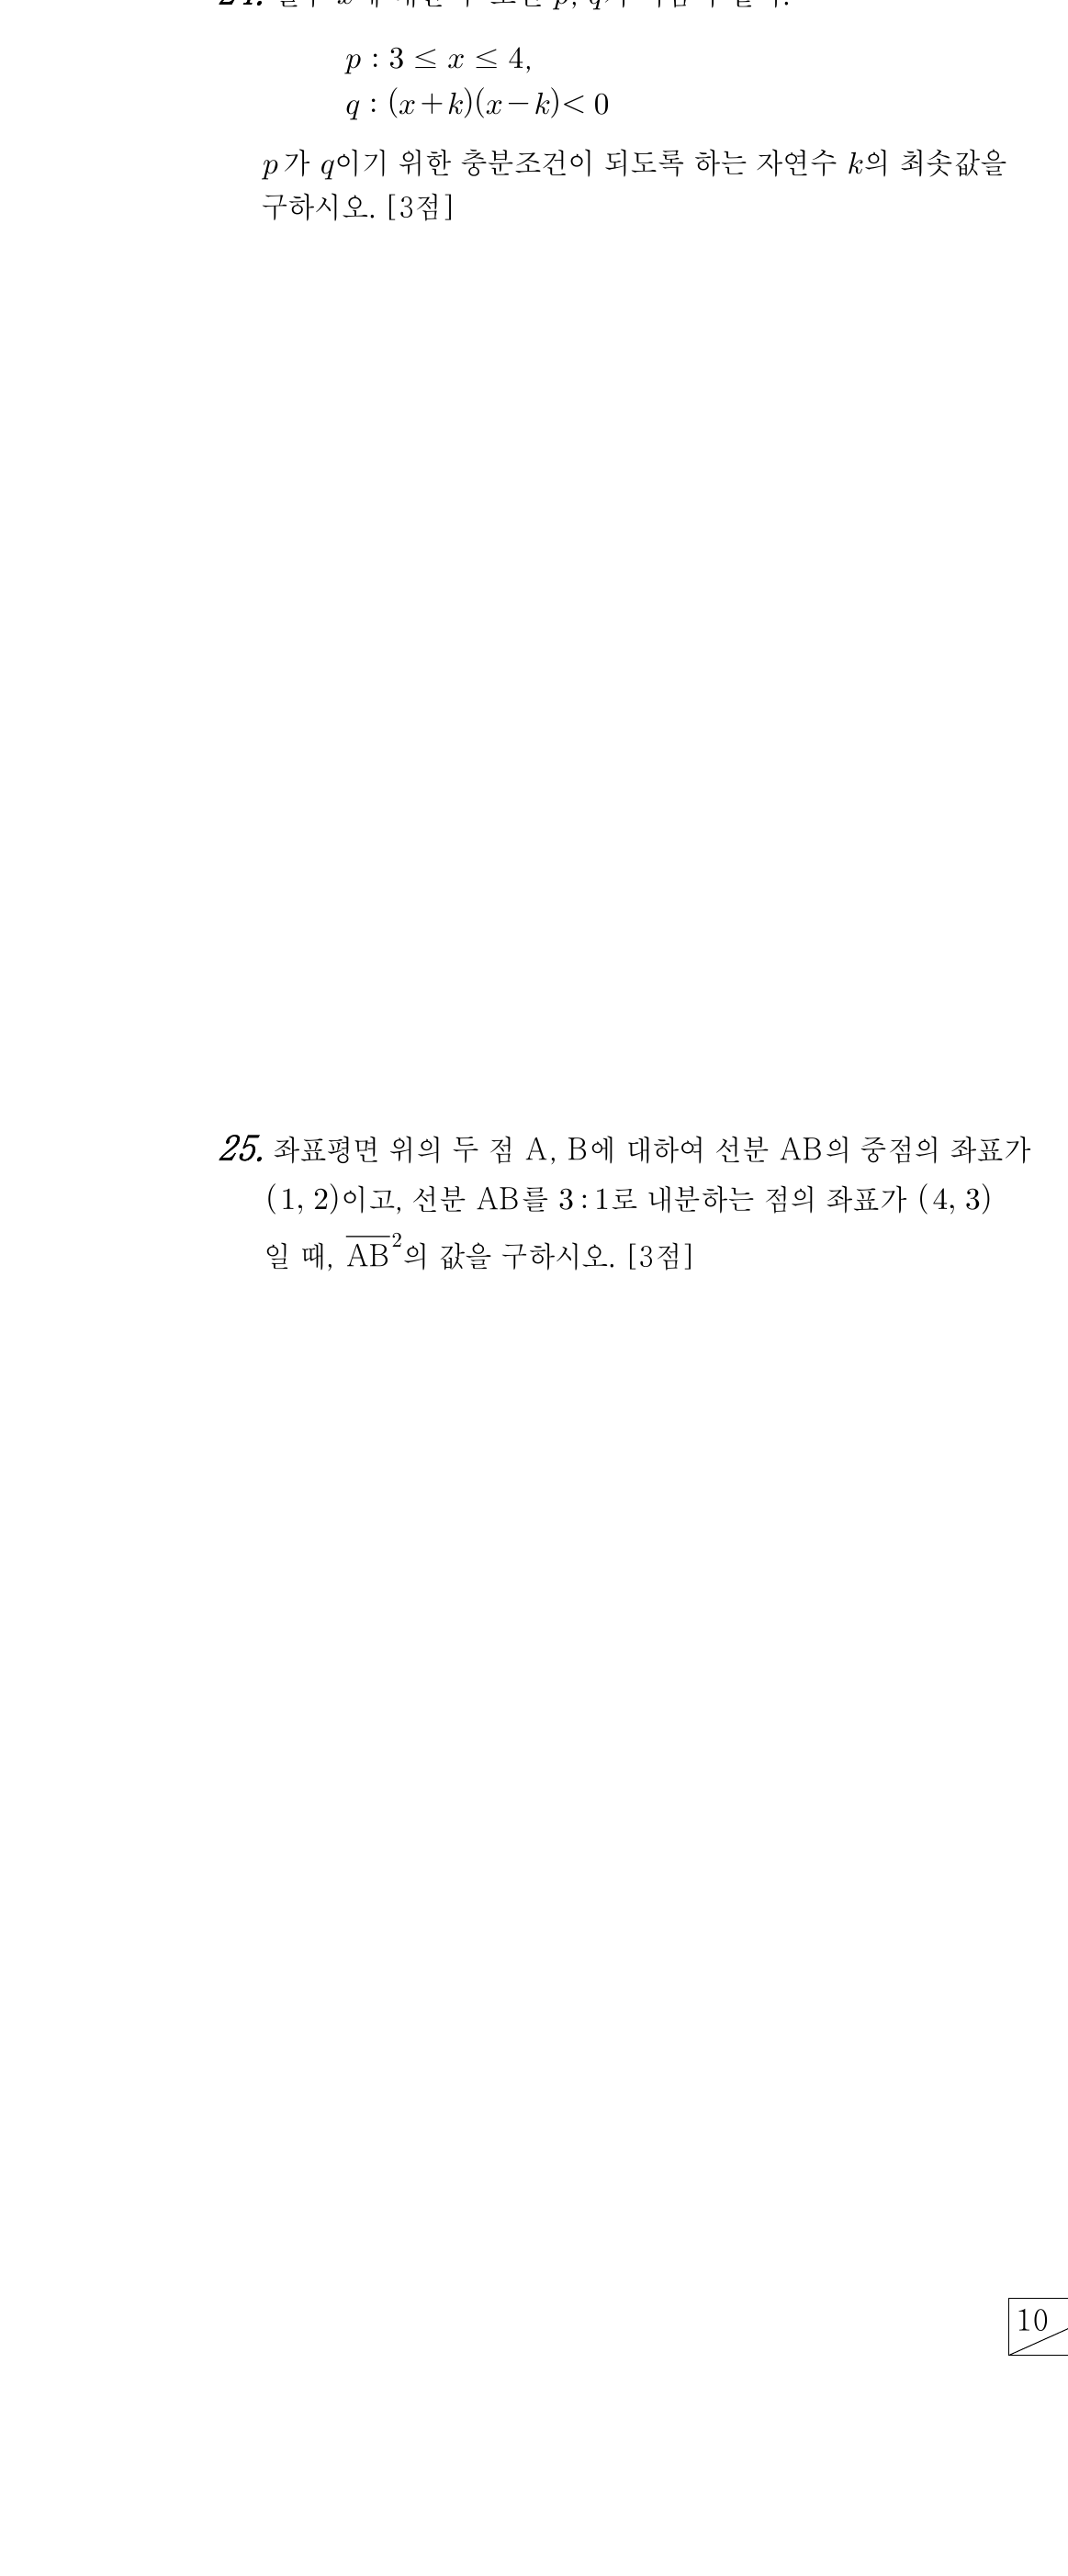 p : 3 ≤ x ≤ 4,
q : (x+k)(x−k) < 0
p가 q이기 위한 충분조건이 되도록 하는 자연수 k의 최솟값을
구하시오. [3점]
25. 좌표평면 위의 두 점 A, B에 대하여 선분 AB의 중점의 좌표가
(1, 2)이고, 선분 AB를 3 : 1로 내분하는 점의 좌표가 (4, 3)
일 때, \overline{AB}²의 값을 구하시오. [3점]
10